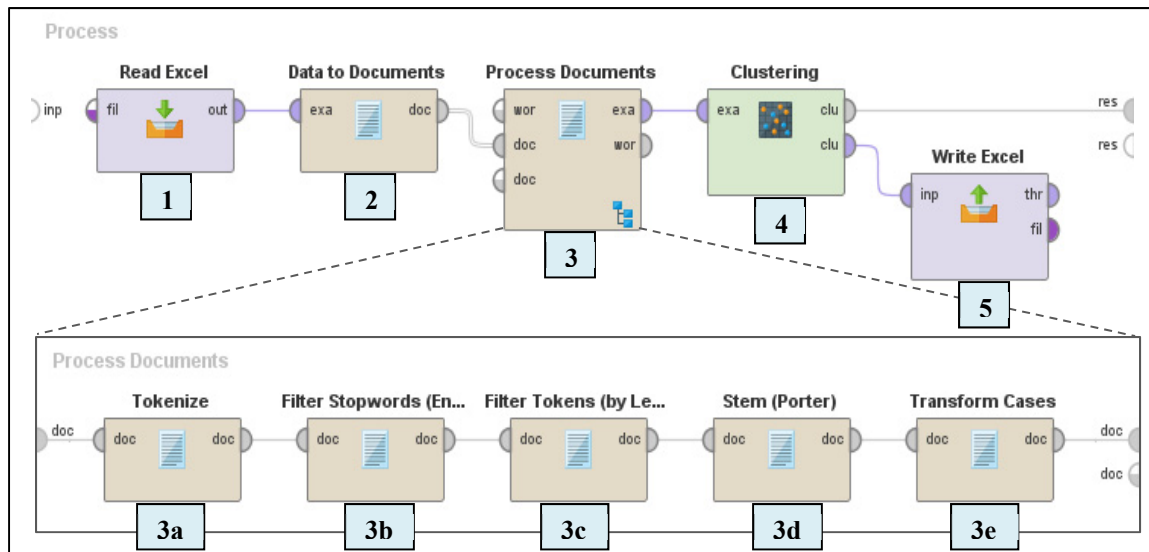 Process
Read Excel Data to Documents Process Documents Clustering
inp fil out exa doc wor exa exa clu res
doc wor clu res
doc
Write Excel
inp thr
fil
1 2 3 4 5
Process Documents
Tokenize Filter Stopwords (En... Filter Tokens (by Le... Stem (Porter) Transform Cases
doc doc doc doc doc doc doc doc doc doc doc doc
doc
3a 3b 3c 3d 3e